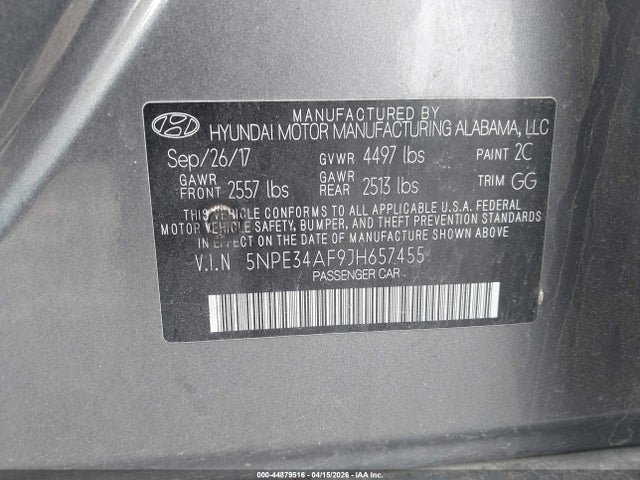 MANUFACTURED BY
HYUNDAI MOTOR MANUFACTURING ALABAMA, LLC
Sep/26/17 GVWR 4497 lbs PAINT 2C
GAWR FRONT 2557 lbs GAWR REAR 2513 lbs TRIM GG
THIS VEHICLE CONFORMS TO ALL APPLICABLE U.S.A. FEDERAL
MOTOR VEHICLE SAFETY, BUMPER, AND THEFT PREVENTION STANDARDS
IN EFFECT ON THE DATE OF MANUFACTURE SHOWN ABOVE.
V.I.N 5NPE34AF9JH657455
PASSENGER CAR
000-44879516 - 04/15/2026 - IAA Inc.